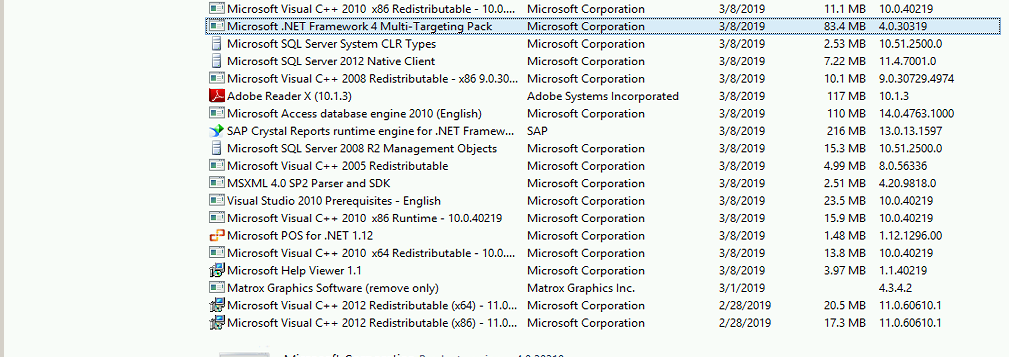 Microsoft Visual C++ 2010 x86 Redistributable - 10.0.... Microsoft Corporation 3/8/2019 11.1 MB 10.0.40219
Microsoft .NET Framework 4 Multi-Targeting Pack Microsoft Corporation 3/8/2019 83.4 MB 4.0.30319
Microsoft SQL Server System CLR Types Microsoft Corporation 3/8/2019 2.53 MB 10.51.2500.0
Microsoft SQL Server 2012 Native Client Microsoft Corporation 3/8/2019 7.22 MB 11.4.7001.0
Microsoft Visual C++ 2008 Redistributable - x86 9.0.30... Microsoft Corporation 3/8/2019 10.1 MB 9.0.30729.4974
Adobe Reader X (10.1.3) Adobe Systems Incorporated 3/8/2019 117 MB 10.1.3
Microsoft Access database engine 2010 (English) Microsoft Corporation 3/8/2019 110 MB 14.0.4763.1000
SAP Crystal Reports runtime engine for .NET Framew... SAP 3/8/2019 216 MB 13.0.13.1597
Microsoft SQL Server 2008 R2 Management Objects Microsoft Corporation 3/8/2019 15.3 MB 10.51.2500.0
Microsoft Visual C++ 2005 Redistributable Microsoft Corporation 3/8/2019 4.99 MB 8.0.56336
MSXML 4.0 SP2 Parser and SDK Microsoft Corporation 3/8/2019 2.51 MB 4.20.9818.0
Visual Studio 2010 Prerequisites - English Microsoft Corporation 3/8/2019 23.5 MB 10.0.40219
Microsoft Visual C++ 2010 x86 Runtime - 10.0.40219 Microsoft Corporation 3/8/2019 15.9 MB 10.0.40219
Microsoft POS for .NET 1.12 Microsoft Corporation 3/8/2019 1.48 MB 1.12.1296.00
Microsoft Visual C++ 2010 x64 Redistributable - 10.0.... Microsoft Corporation 3/8/2019 13.8 MB 10.0.40219
Microsoft Help Viewer 1.1 Microsoft Corporation 3/8/2019 3.97 MB 1.1.40219
Matrox Graphics Software (remove only) Matrox Graphics Inc. 3/1/2019 4.3.4.2
Microsoft Visual C++ 2012 Redistributable (x64) - 11.0... Microsoft Corporation 2/28/2019 20.5 MB 11.0.60610.1
Microsoft Visual C++ 2012 Redistributable (x86) - 11.0... Microsoft Corporation 2/28/2019 17.3 MB 11.0.60610.1